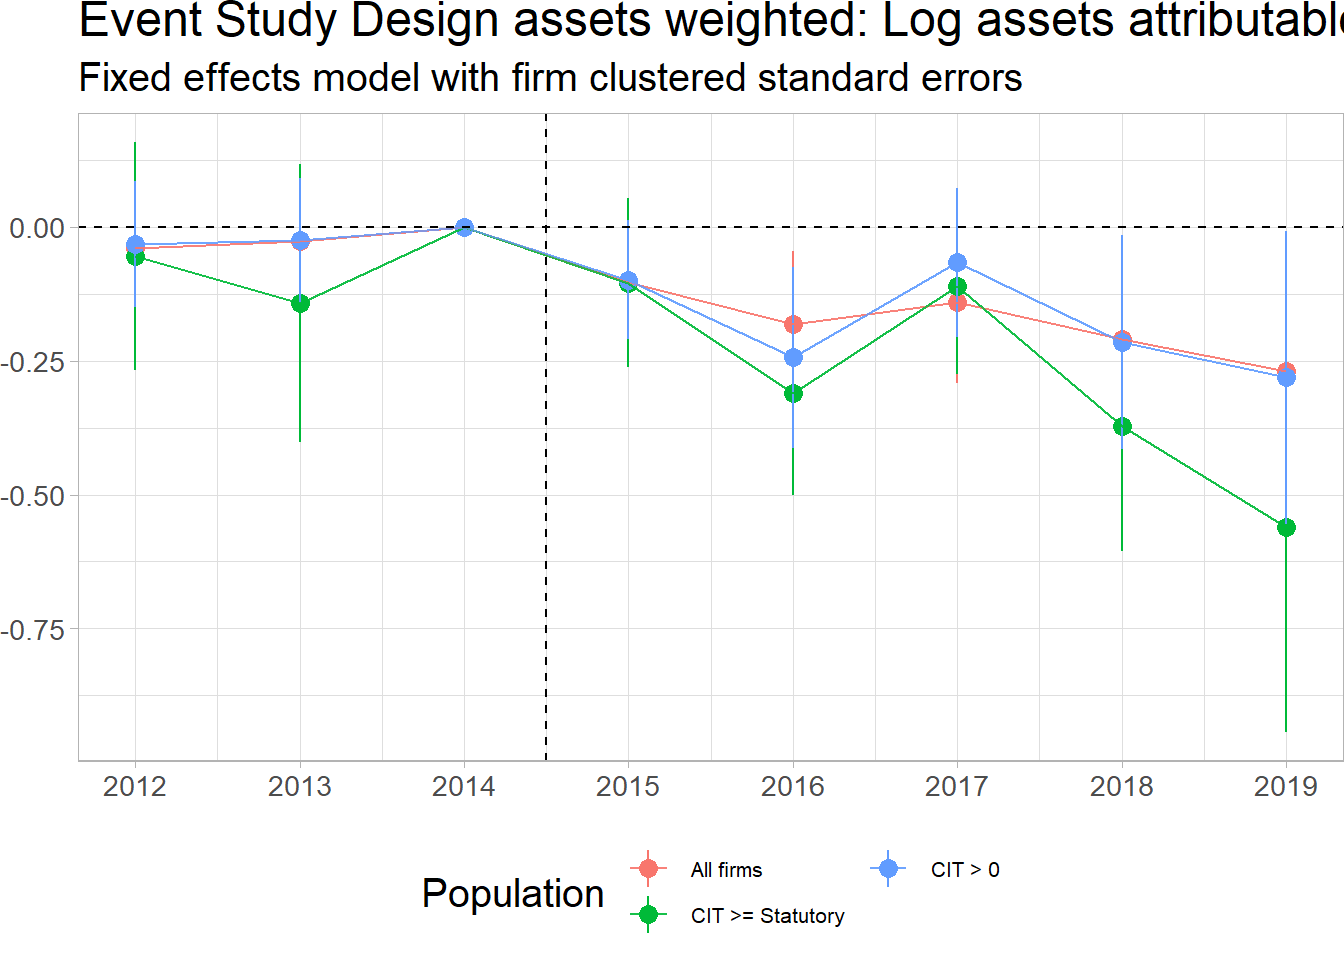 Event Study Design assets weighted: Log assets attributable
Fixed effects model with firm clustered standard errors
0.00
-0.25
-0.50
-0.75
2012 2013 2014 2015 2016 2017 2018 2019
Population
All firms
CIT > 0
CIT >= Statutory